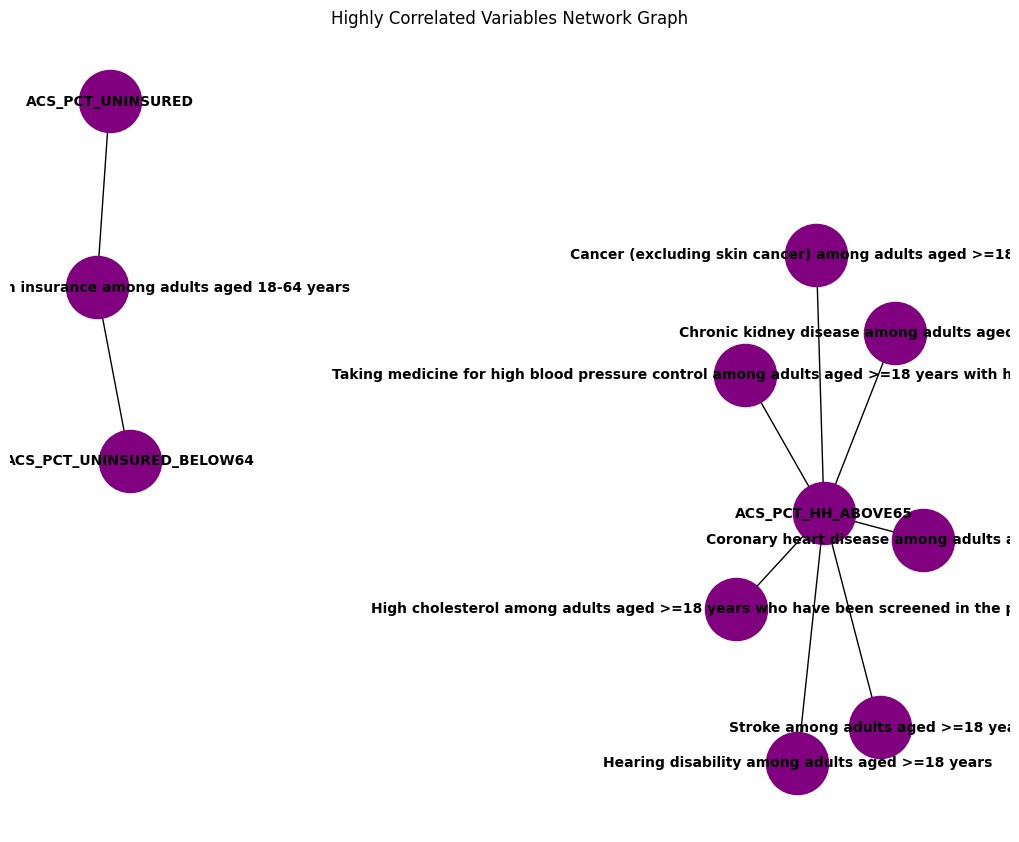 Highly Correlated Variables Network Graph
ACS_PCT_UNINSURED
Cancer (excluding skin cancer) among adults aged >=18
insurance among adults aged 18-64 years
Chronic kidney disease among adults aged
Taking medicine for high blood pressure control among adults aged >=18 years with
ACS_PCT_UNINSURED_BELOW64
ACS_PCT_HH_ABOVE65
Coronary heart disease among adults
High cholesterol among adults aged >=18 years who have been screened in the
Stroke among adults aged >=18
Hearing disability among adults aged >=18 years